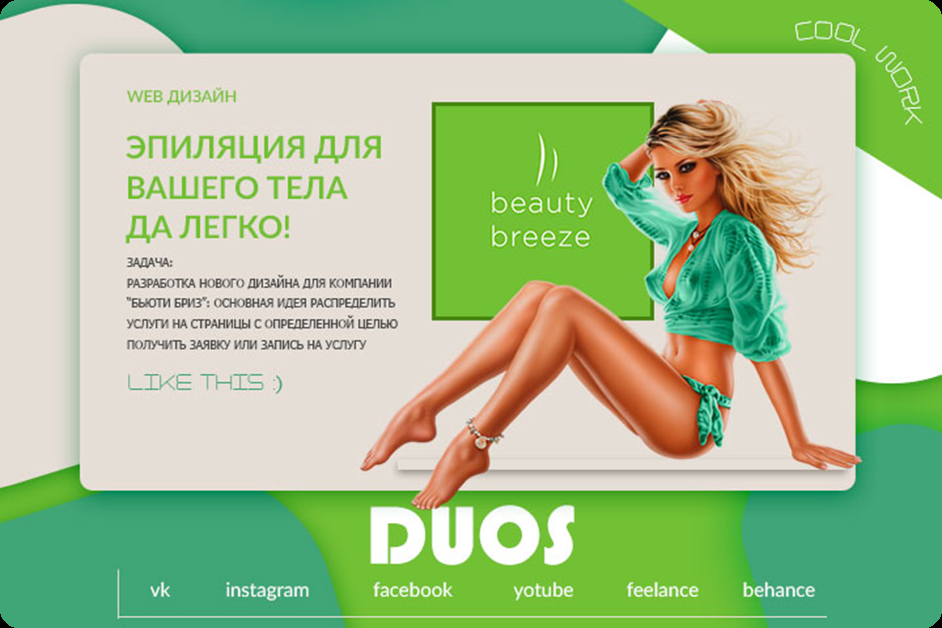 COOL WORK
WEB ДИЗАЙН
ЭПИЛЯЦИЯ ДЛЯ
ВАШЕГО ТЕЛА
ДА ЛЕГКО!
ЗАДАЧА:
РАЗРАБОТКА НОВОГО ДИЗАЙНА ДЛЯ КОМПАНИИ
"БЬЮТИ БРИЗ": ОСНОВНАЯ ИДЕЯ РАСПРЕДЕЛИТЬ
УСЛУГИ НА СТРАНИЦЫ С ОПРЕДЕЛЕННОЙ ЦЕЛЬЮ
ПОЛУЧИТЬ ЗАЯВКУ ИЛИ ЗАПИСЬ НА УСЛУГУ
LIKE THIS :)
beauty
breeze
DUOS
vk instagram facebook yotube feelance behance